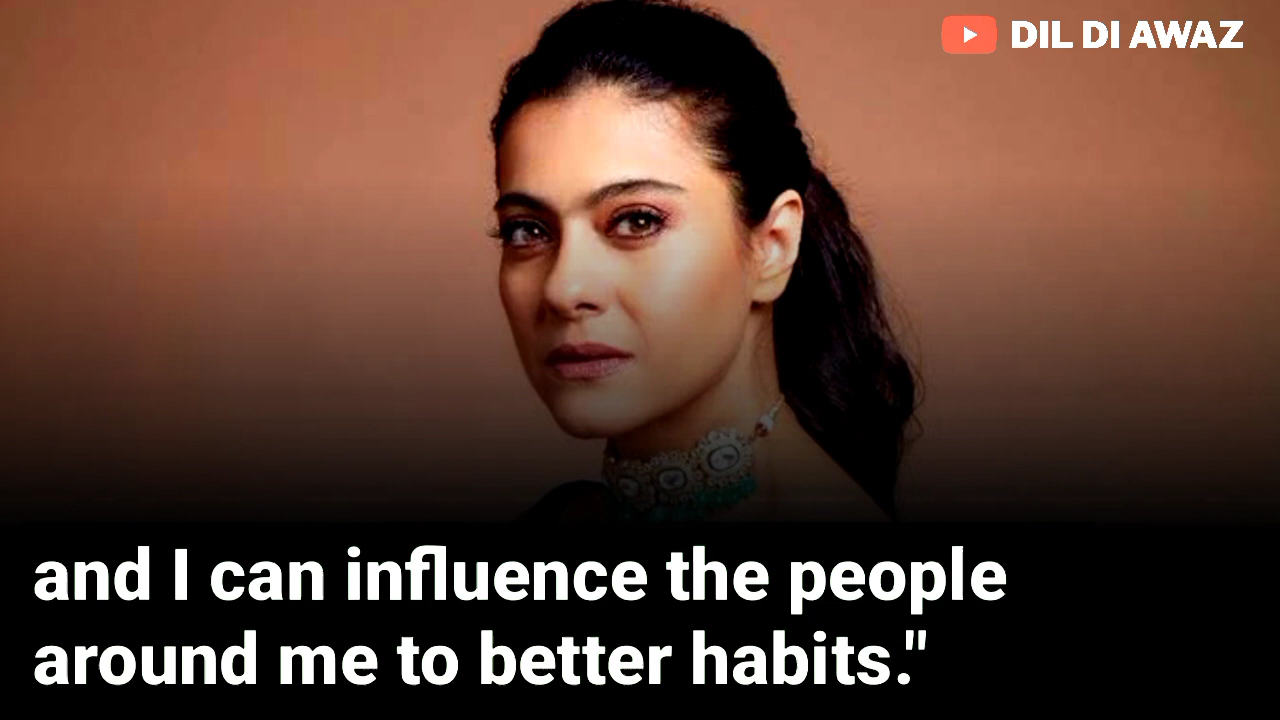 DIL DI AWAZ
and I can influence the people
around me to better habits."